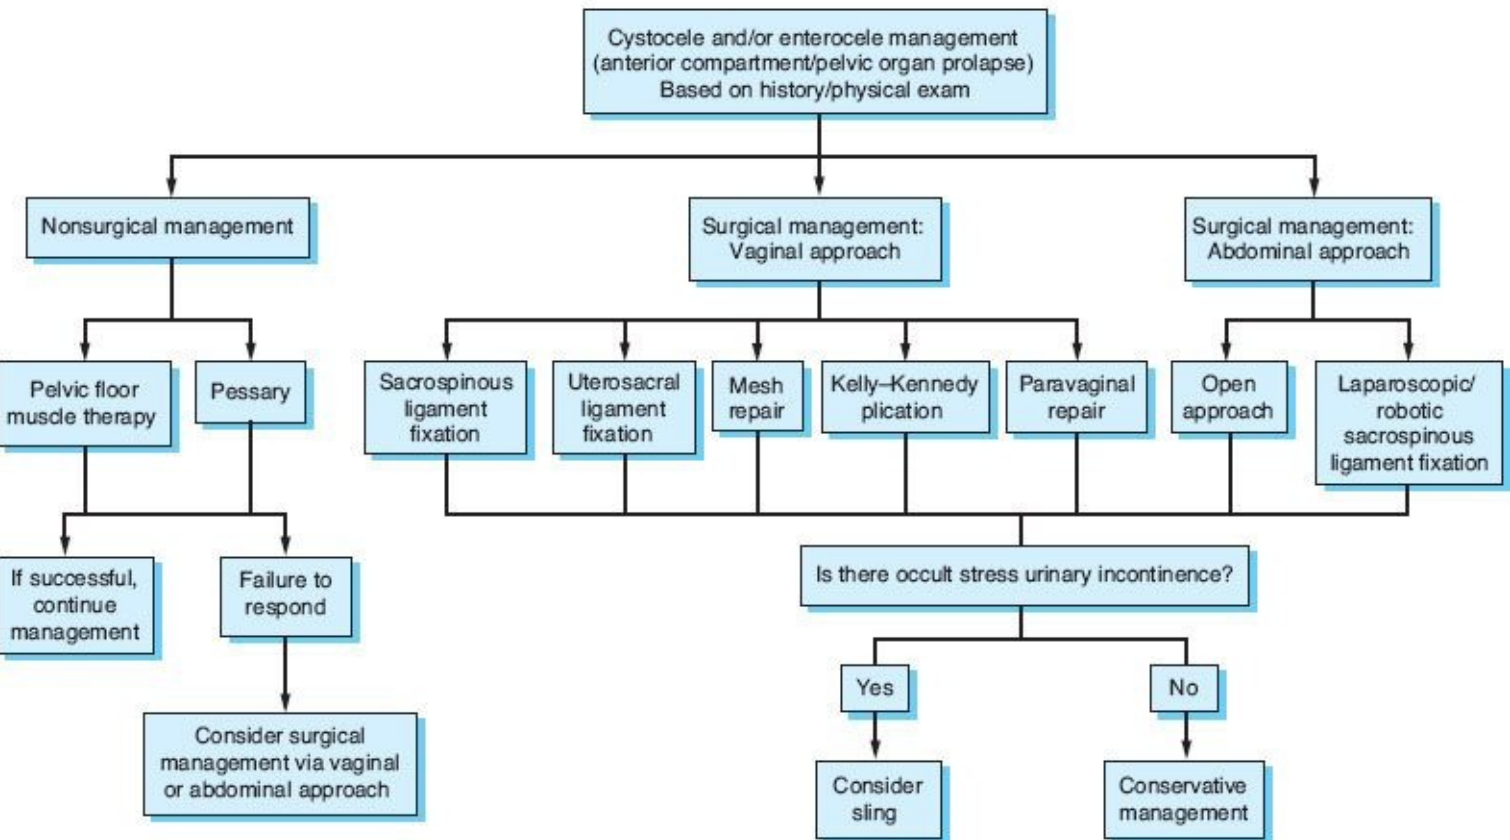 Cystocele and/or enterocele management
(anterior compartment/pelvic organ prolapse)
Based on history/physical exam
Nonsurgical management
Surgical management:
Vaginal approach
Surgical management:
Abdominal approach
Pelvic floor
muscle therapy
Pessary
Sacrospinous
ligament
fixation
Uterosacral
ligament
fixation
Mesh
repair
Kelly–Kennedy
plication
Paravaginal
repair
Open
approach
Laparoscopic/
robotic
sacrospinous
ligament fixation
If successful,
continue
management
Failure to
respond
Is there occult stress urinary incontinence?
Yes
No
Consider surgical
management via vaginal
or abdominal approach
Consider
sling
Conservative
management